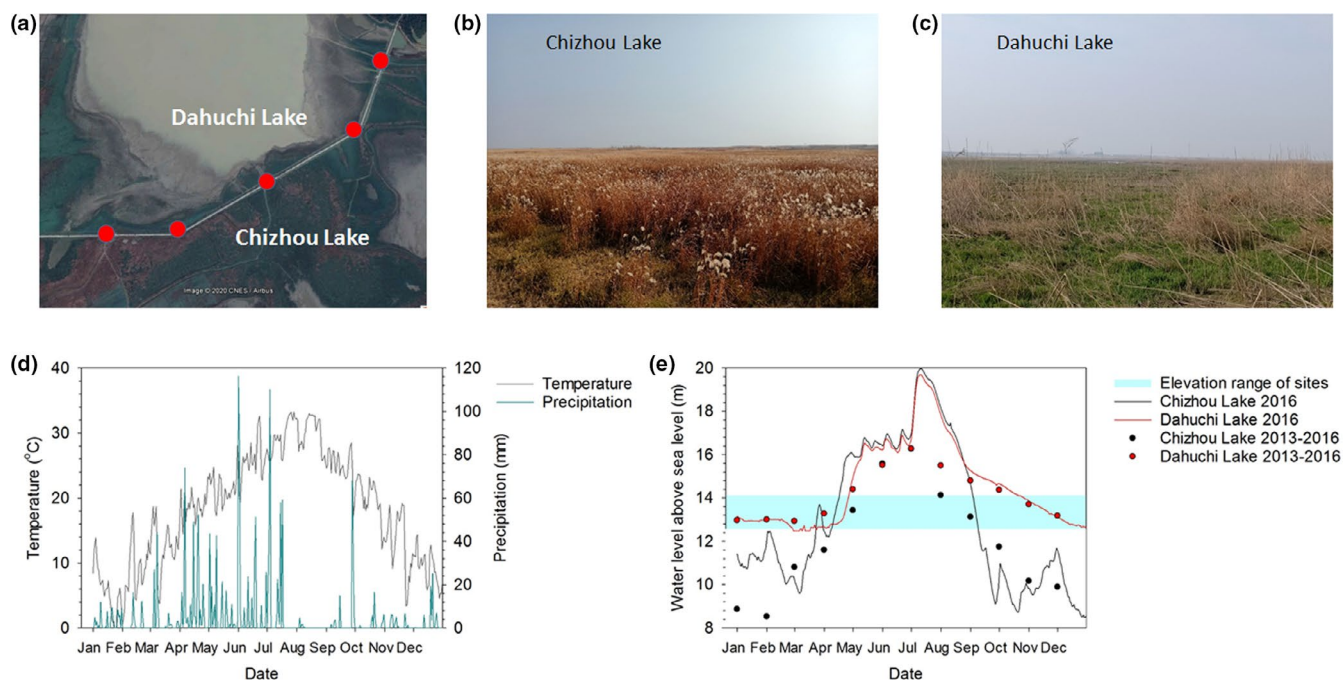 (a)
Dahuchi Lake
Chizhou Lake
Image © 2020 CNES / Airbus
(b)
Chizhou Lake
(c)
Dahuchi Lake
(d)
40
30
20
10
0
Temperature (°C)
120
100
80
60
40
20
0
Precipitation (mm)
Temperature
Precipitation
Jan Feb Mar Apr May Jun Jul Aug Sep Oct Nov Dec
Date
(e)
20
18
16
14
12
10
8
Water level above sea level (m)
Elevation range of sites
Chizhou Lake 2016
Dahuchi Lake 2016
Chizhou Lake 2013-2016
Dahuchi Lake 2013-2016
Jan Feb Mar Apr May Jun Jul Aug Sep Oct Nov Dec
Date